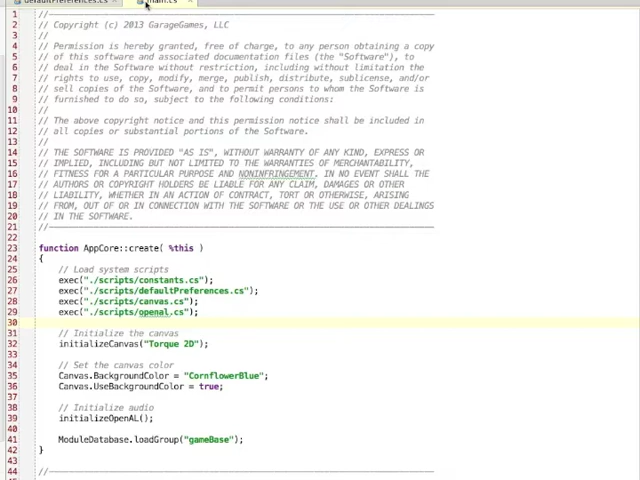 defaultPreferences.cs main.cs
1 //
2 // Copyright (c) 2013 GarageGames, LLC
3 //
4 // Permission is hereby granted, free of charge, to any person obtaining a copy
5 // of this software and associated documentation files (the "Software"), to
6 // deal in the Software without restriction, including without limitation the
7 // rights to use, copy, modify, merge, publish, distribute, sublicense, and/or
8 // sell copies of the Software, and to permit persons to whom the Software is
9 // furnished to do so, subject to the following conditions:
10 //
11 // The above copyright notice and this permission notice shall be included in
12 // all copies or substantial portions of the Software.
13 //
14 // THE SOFTWARE IS PROVIDED "AS IS", WITHOUT WARRANTY OF ANY KIND, EXPRESS OR
15 // IMPLIED, INCLUDING BUT NOT LIMITED TO THE WARRANTIES OF MERCHANTABILITY,
16 // FITNESS FOR A PARTICULAR PURPOSE AND NONINFRINGEMENT. IN NO EVENT SHALL THE
17 // AUTHORS OR COPYRIGHT HOLDERS BE LIABLE FOR ANY CLAIM, DAMAGES OR OTHER
18 // LIABILITY, WHETHER IN AN ACTION OF CONTRACT, TORT OR OTHERWISE, ARISING
19 // FROM, OUT OF OR IN CONNECTION WITH THE SOFTWARE OR THE USE OR OTHER DEALINGS
20 // IN THE SOFTWARE.
21 //
22
23 function AppCore::create( %this )
24 {
25 // Load system scripts
26 exec("./scripts/constants.cs");
27 exec("./scripts/defaultPreferences.cs");
28 exec("./scripts/canvas.cs");
29 exec("./scripts/openal.cs");
30
31 // Initialize the canvas
32 initializeCanvas("Torque 2D");
33
34 // Set the canvas color
35 Canvas.BackgroundColor = "CornflowerBlue";
36 Canvas.UseBackgroundColor = true;
37
38 // Initialize audio
39 initializeOpenAL();
40
41 ModuleDatabase.loadGroup("gameBase");
42 }
43
44 //